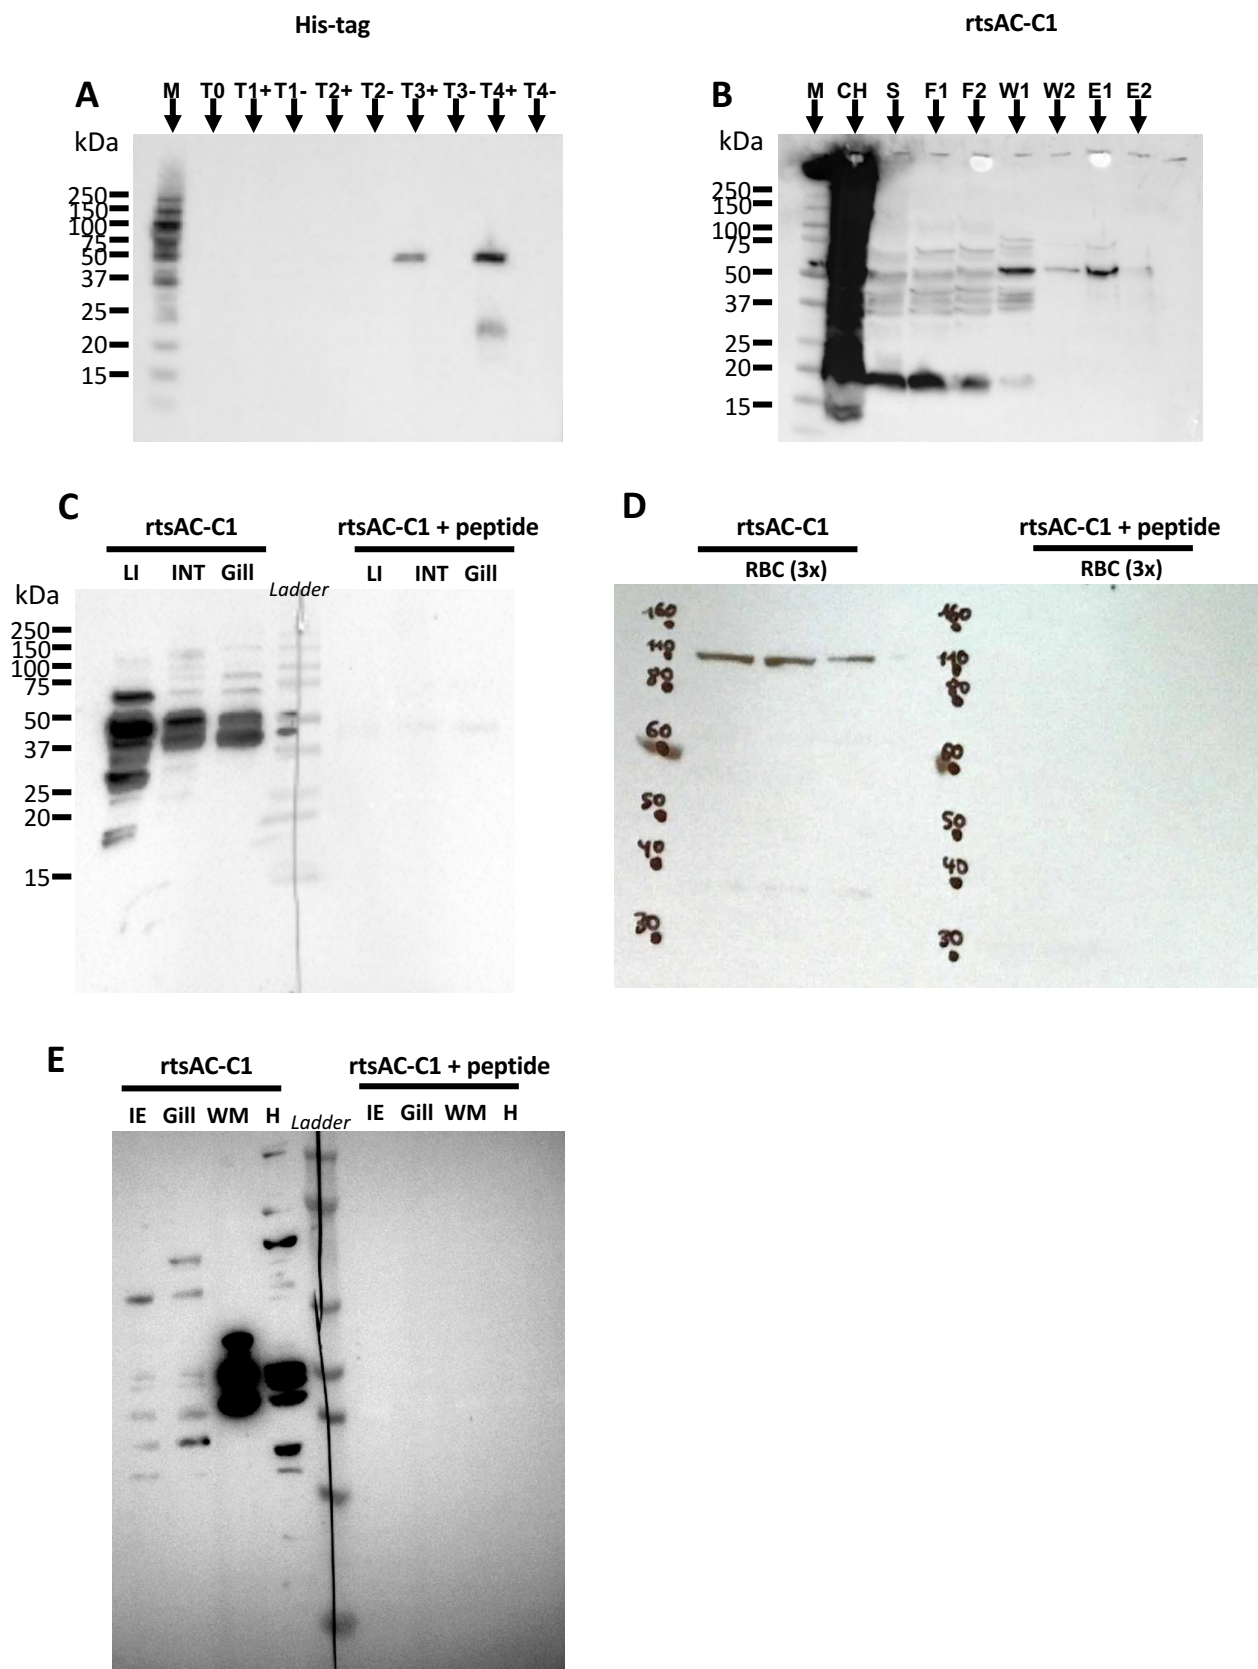 His-tag
rtsAC-C1
A
M T0 T1+ T1- T2+ T2- T3+ T3- T4+ T4-
kDa
250
150
100
75
50
37
25
20
15
B
M CH S F1 F2 W1 W2 E1 E2
kDa
250
150
100
75
50
37
25
20
15
C
rtsAC-C1
rtsAC-C1 + peptide
LI INT Gill Ladder LI INT Gill
kDa
250
150
100
75
50
37
25
20
15
D
rtsAC-C1
rtsAC-C1 + peptide
RBC (3x)
RBC (3x)
160
110
80
60
50
40
30
160
110
80
60
50
40
30
E
rtsAC-C1
rtsAC-C1 + peptide
IE Gill WM H Ladder IE Gill WM H